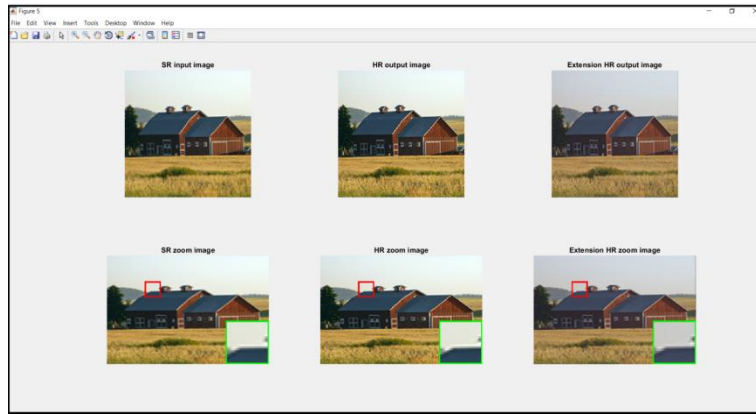 Figure 5
File Edit View Insert Tools Desktop Window Help
SR input image
HR output image
Extension HR output image
SR zoom image
HR zoom image
Extension HR zoom image